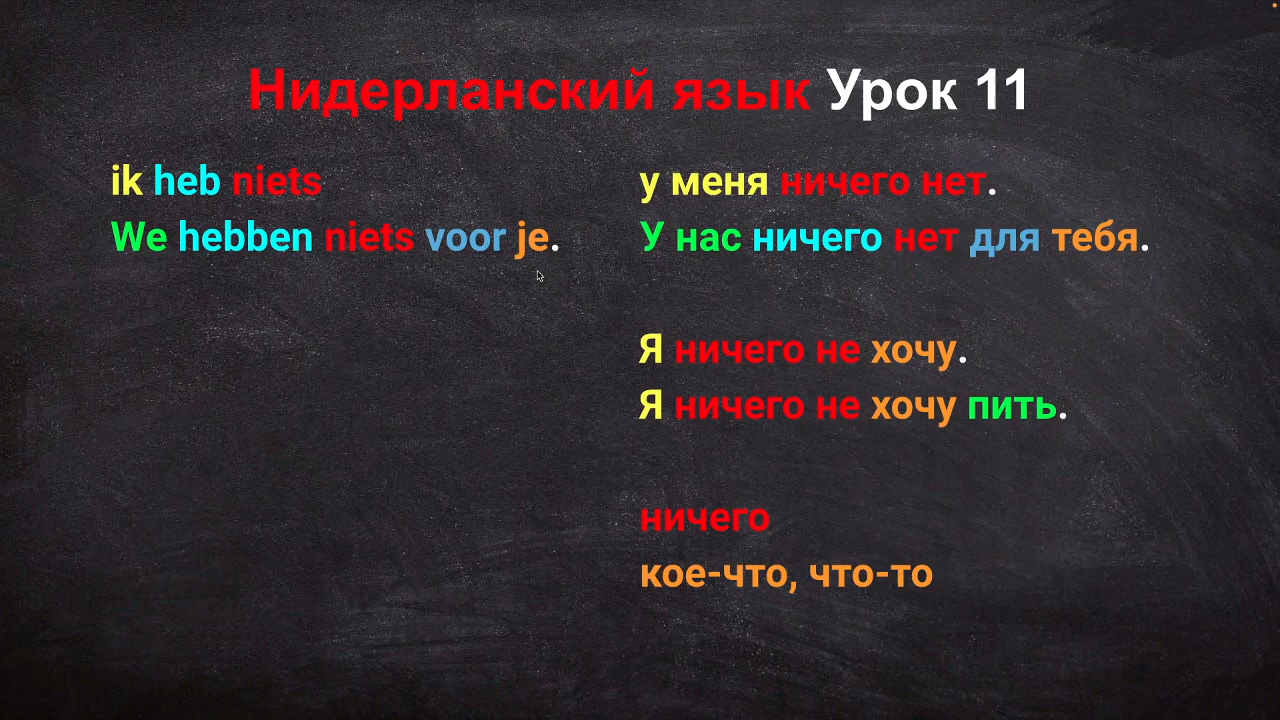 Нидерланский язык Урок 11
ik heb niets
у меня ничего нет.
We hebben niets voor je.
У нас ничего нет для тебя.
Я ничего не хочу.
Я ничего не хочу пить.
ничего
кое-что, что-то